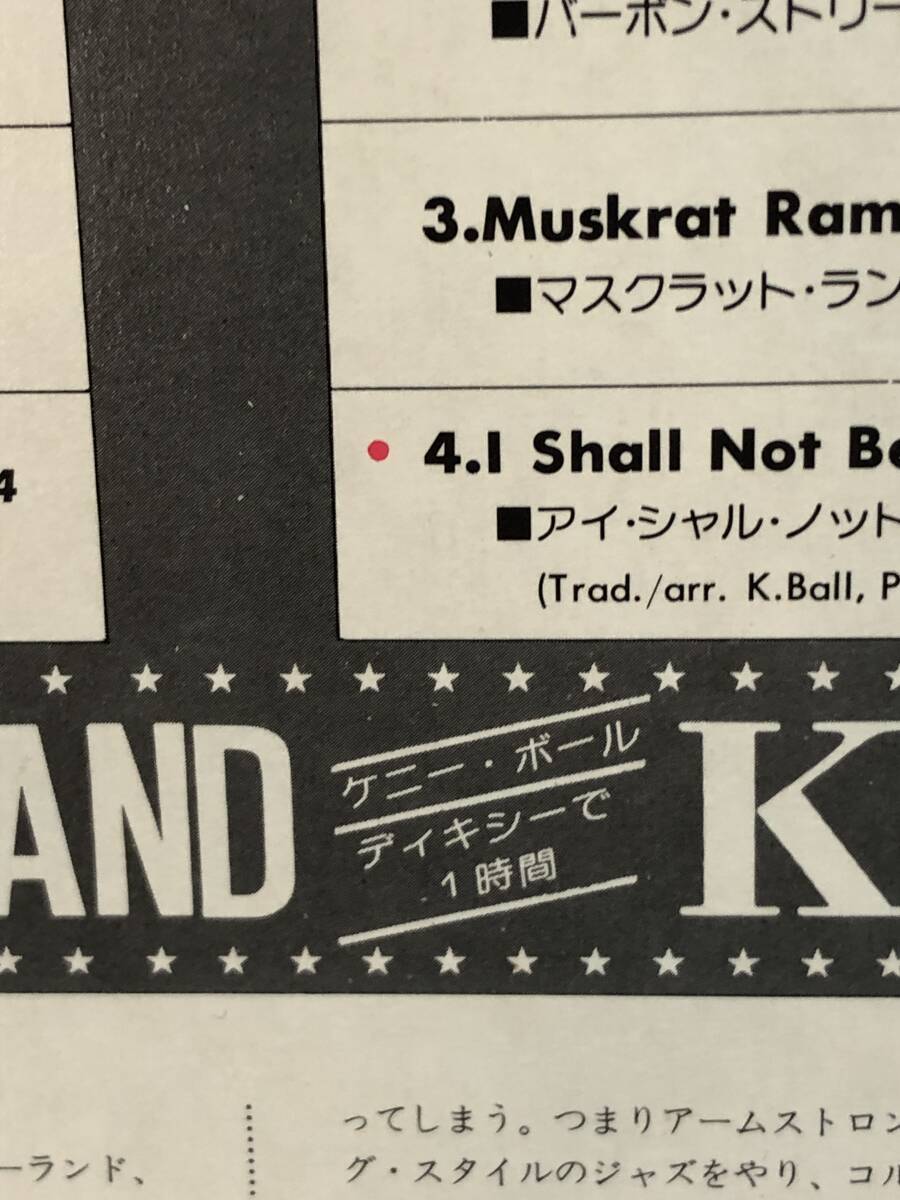 ■バーボン・ストリー
3.Muskrat Ram
■マスクラット・ラン
4
4.I Shall Not Be
■アイ・シャル・ノット
(Trad./arr. K.Ball, P
AND
ケニー・ボール
ディキシーで
1時間
K
ーランド、
ってしまう。つまりアームストロン
グ・スタイルのジャズをやり、コル